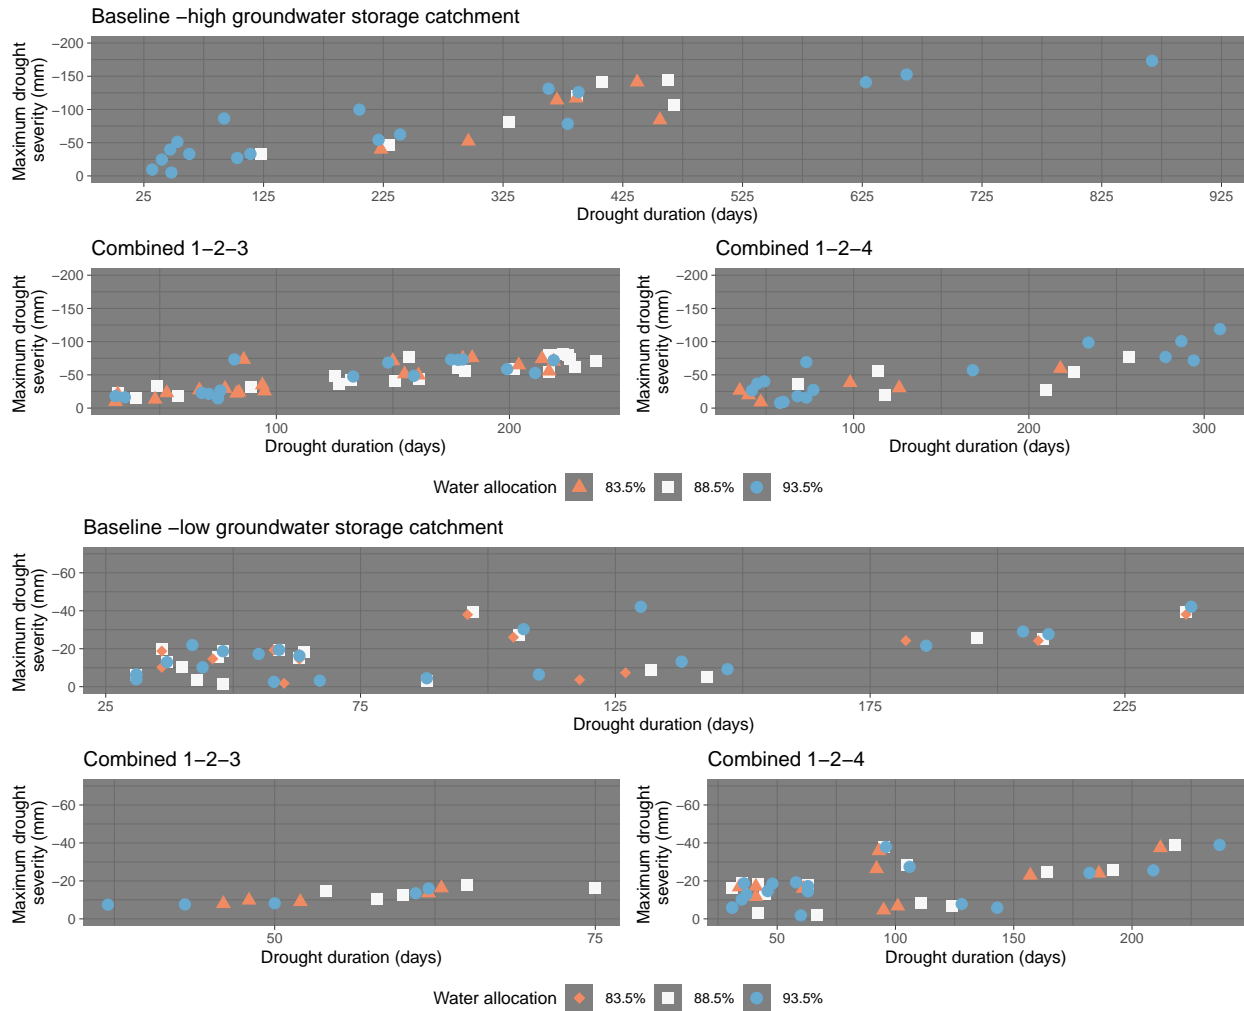 Baseline −high groundwater storage catchment
Maximum drought
severity (mm)
−200
−150
−100
−50
0
25 125 225 325 425 525 625 725 825 925
Drought duration (days)
Combined 1−2−3
Maximum drought
severity (mm)
−200
−150
−100
−50
0
100 200
Drought duration (days)
Combined 1−2−4
Maximum drought
severity (mm)
−200
−150
−100
−50
0
100 200 300
Drought duration (days)
Water allocation 83.5% 88.5% 93.5%
Baseline −low groundwater storage catchment
Maximum drought
severity (mm)
−60
−40
−20
0
25 75 125 175 225
Drought duration (days)
Combined 1−2−3
Maximum drought
severity (mm)
−60
−40
−20
0
50 75
Drought duration (days)
Combined 1−2−4
Maximum drought
severity (mm)
−60
−40
−20
0
50 100 150 200
Drought duration (days)
Water allocation 83.5% 88.5% 93.5%